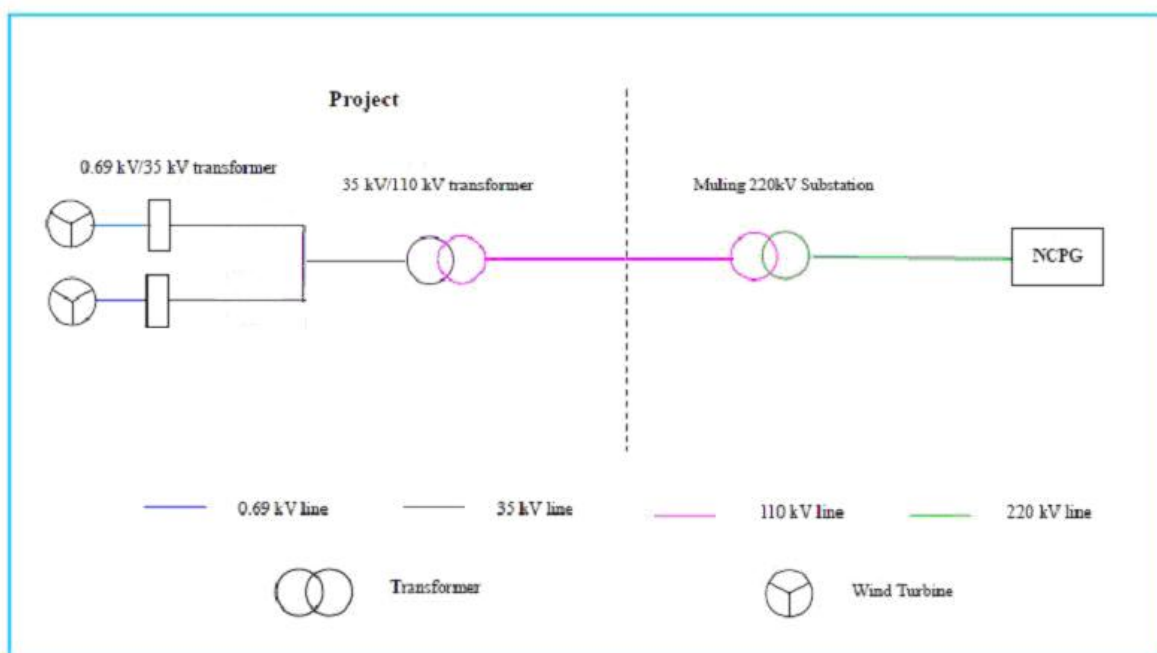 Project
0.69 kV/35 kV transformer
35 kV/110 kV transformer
Muling 220kV Substation
NCPG
0.69 kV line
35 kV line
110 kV line
220 kV line
Transformer
Wind Turbine